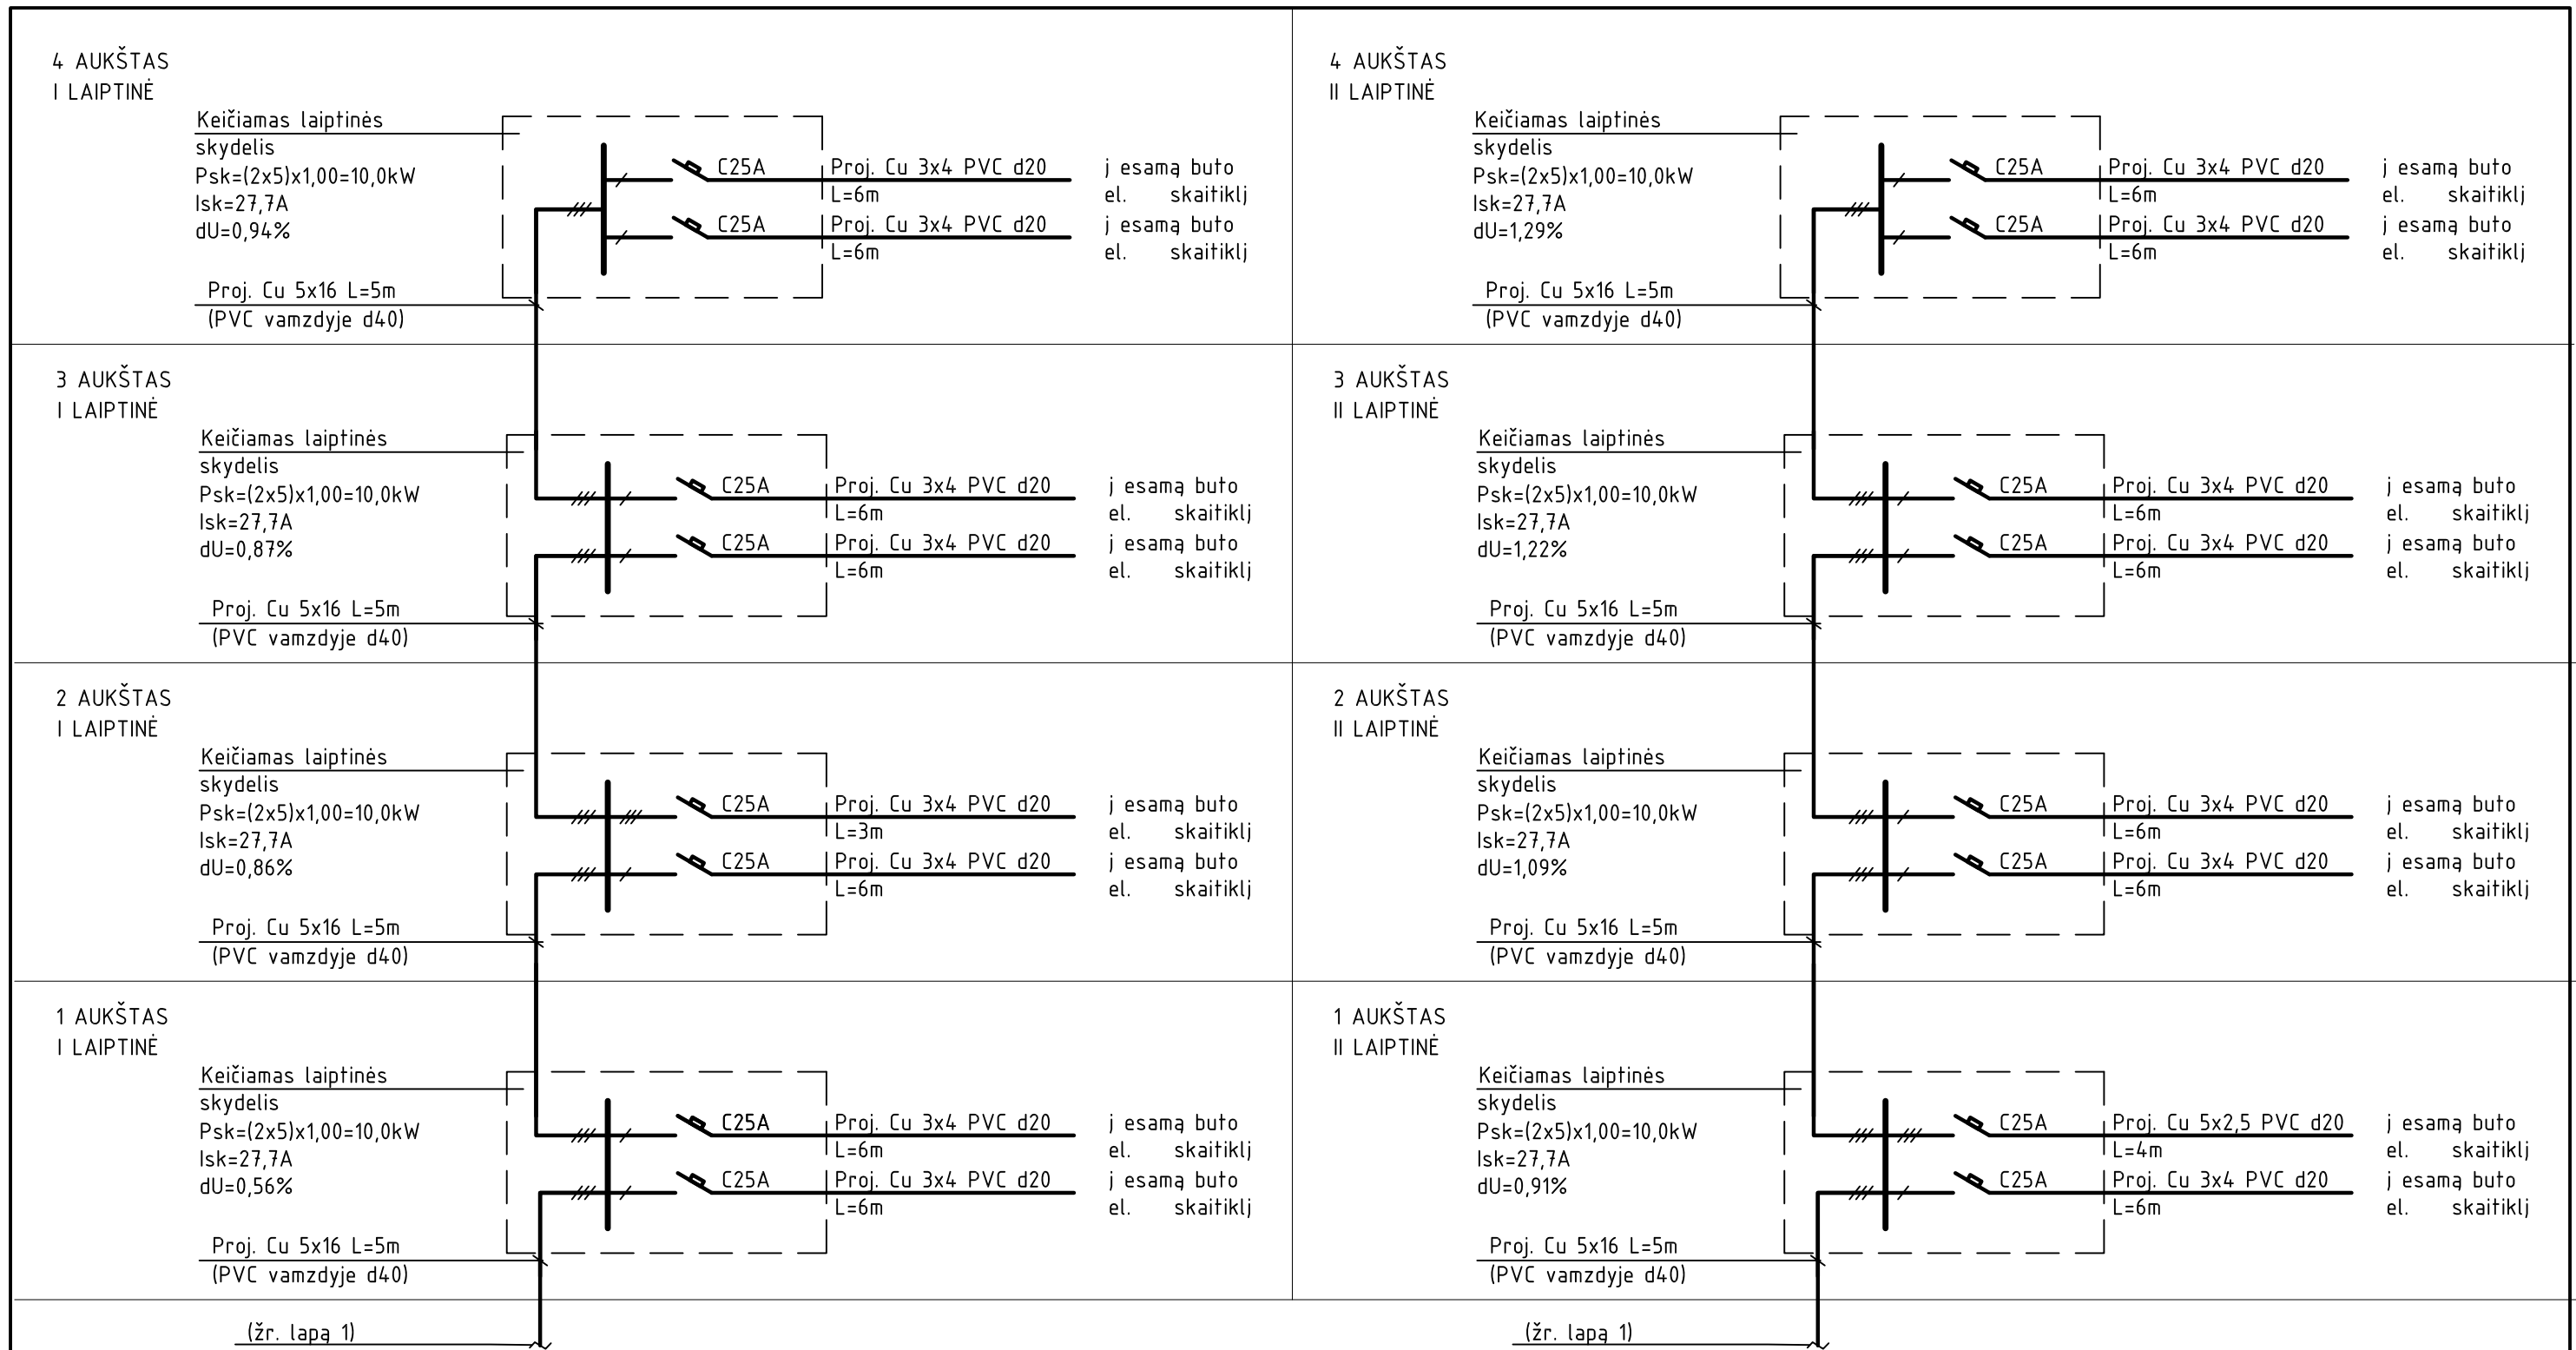 4 AUKŠTAS
I LAIPTINĖ
Keičiamas laiptinės
skydelis
Psk=(2x5)x1,00=10,0kW
Isk=27,7A
dU=0,94%
C25A
Proj. Cu 3x4 PVC d20
L=6m
į esamą buto
el. skaitiklį
C25A
Proj. Cu 3x4 PVC d20
L=6m
į esamą buto
el. skaitiklį
Proj. Cu 5x16 L=5m
(PVC vamzdyje d40)
4 AUKŠTAS
II LAIPTINĖ
Keičiamas laiptinės
skydelis
Psk=(2x5)x1,00=10,0kW
Isk=27,7A
dU=1,29%
C25A
Proj. Cu 3x4 PVC d20
L=6m
į esamą buto
el. skaitiklį
C25A
Proj. Cu 3x4 PVC d20
L=6m
į esamą buto
el. skaitiklį
Proj. Cu 5x16 L=5m
(PVC vamzdyje d40)
3 AUKŠTAS
I LAIPTINĖ
Keičiamas laiptinės
skydelis
Psk=(2x5)x1,00=10,0kW
Isk=27,7A
dU=0,87%
C25A
Proj. Cu 3x4 PVC d20
L=6m
į esamą buto
el. skaitiklį
C25A
Proj. Cu 3x4 PVC d20
L=6m
į esamą buto
el. skaitiklį
Proj. Cu 5x16 L=5m
(PVC vamzdyje d40)
3 AUKŠTAS
II LAIPTINĖ
Keičiamas laiptinės
skydelis
Psk=(2x5)x1,00=10,0kW
Isk=27,7A
dU=1,22%
C25A
Proj. Cu 3x4 PVC d20
L=6m
į esamą buto
el. skaitiklį
C25A
Proj. Cu 3x4 PVC d20
L=6m
į esamą buto
el. skaitiklį
Proj. Cu 5x16 L=5m
(PVC vamzdyje d40)
2 AUKŠTAS
I LAIPTINĖ
Keičiamas laiptinės
skydelis
Psk=(2x5)x1,00=10,0kW
Isk=27,7A
dU=0,86%
C25A
Proj. Cu 3x4 PVC d20
L=3m
į esamą buto
el. skaitiklį
C25A
Proj. Cu 3x4 PVC d20
L=6m
į esamą buto
el. skaitiklį
Proj. Cu 5x16 L=5m
(PVC vamzdyje d40)
2 AUKŠTAS
II LAIPTINĖ
Keičiamas laiptinės
skydelis
Psk=(2x5)x1,00=10,0kW
Isk=27,7A
dU=1,09%
C25A
Proj. Cu 3x4 PVC d20
L=6m
į esamą buto
el. skaitiklį
C25A
Proj. Cu 3x4 PVC d20
L=6m
į esamą buto
el. skaitiklį
Proj. Cu 5x16 L=5m
(PVC vamzdyje d40)
1 AUKŠTAS
I LAIPTINĖ
Keičiamas laiptinės
skydelis
Psk=(2x5)x1,00=10,0kW
Isk=27,7A
dU=0,56%
C25A
Proj. Cu 3x4 PVC d20
L=6m
į esamą buto
el. skaitiklį
C25A
Proj. Cu 3x4 PVC d20
L=6m
į esamą buto
el. skaitiklį
Proj. Cu 5x16 L=5m
(PVC vamzdyje d40)
1 AUKŠTAS
II LAIPTINĖ
Keičiamas laiptinės
skydelis
Psk=(2x5)x1,00=10,0kW
Isk=27,7A
dU=0,91%
C25A
Proj. Cu 5x2,5 PVC d20
L=4m
į esamą buto
el. skaitiklį
C25A
Proj. Cu 3x4 PVC d20
L=6m
į esamą buto
el. skaitiklį
Proj. Cu 5x16 L=5m
(PVC vamzdyje d40)
(žr. lapą 1)
(žr. lapą 1)